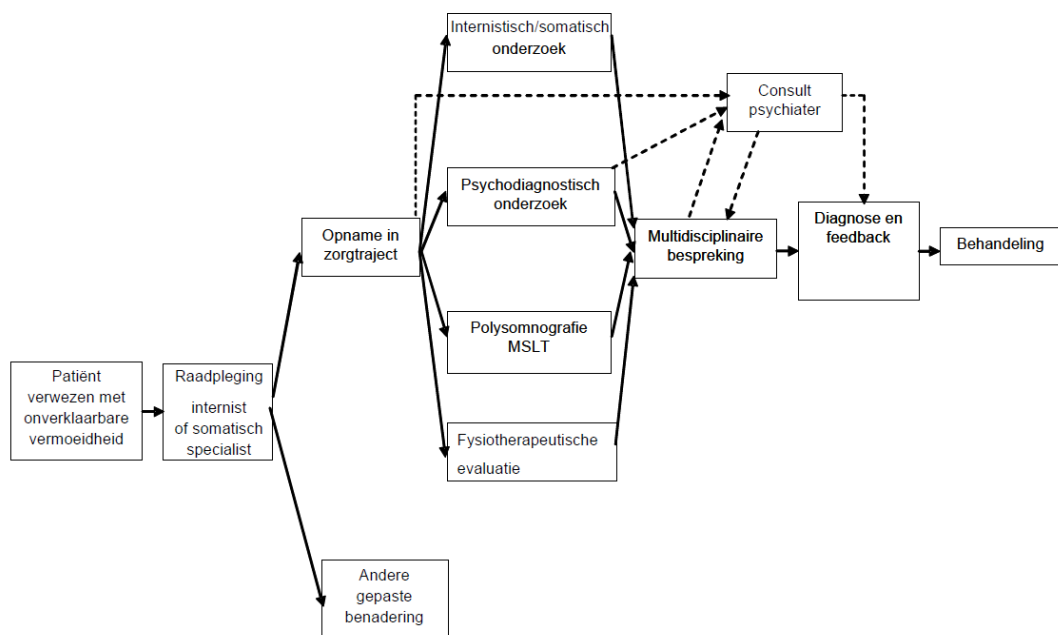 Patiënt
verwezen met
onverklaarbare
vermoeidheid
Raadpleging
internist
of somatisch
specialist
Opname in
zorgtraject
Andere
gepaste
benadering
Internistisch/somatisch
onderzoek
Psychodiagnostisch
onderzoek
Polysomnografie
MSLT
Fysiotherapeutische
evaluatie
Consult
psychiater
Multidisciplinaire
bespreking
Diagnose en
feedback
Behandeling